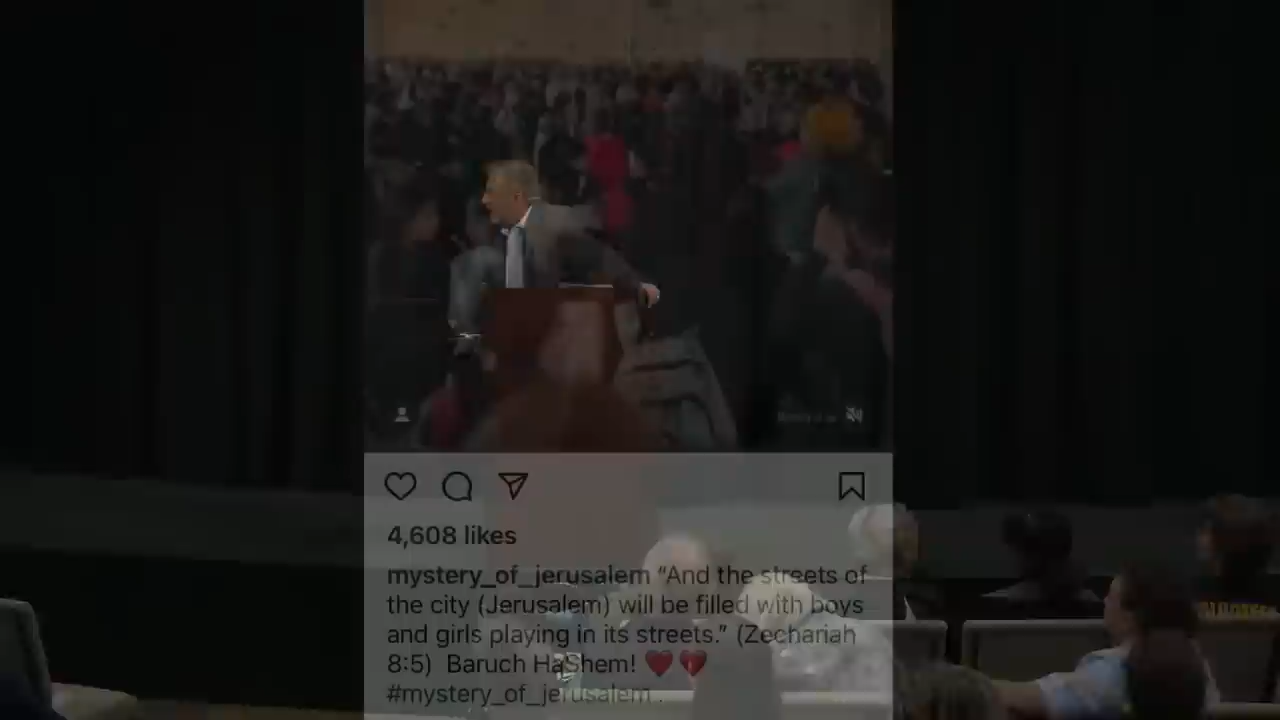 4,608 likes
mystery_of_jerusalem “And the streets of
the city (Jerusalem) will be filled with boys
and girls playing in its streets.” (Zechariah
8:5)  Baruch HaShem! ❤️❤️
#mystery_of_jerusalem .